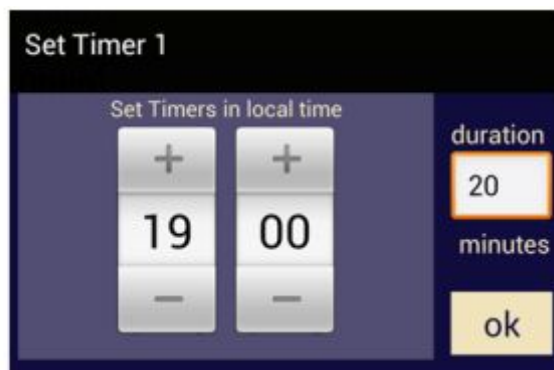 Set Timer 1
Set Timers in local time
+ +
19 00
− −
duration
20
minutes
ok